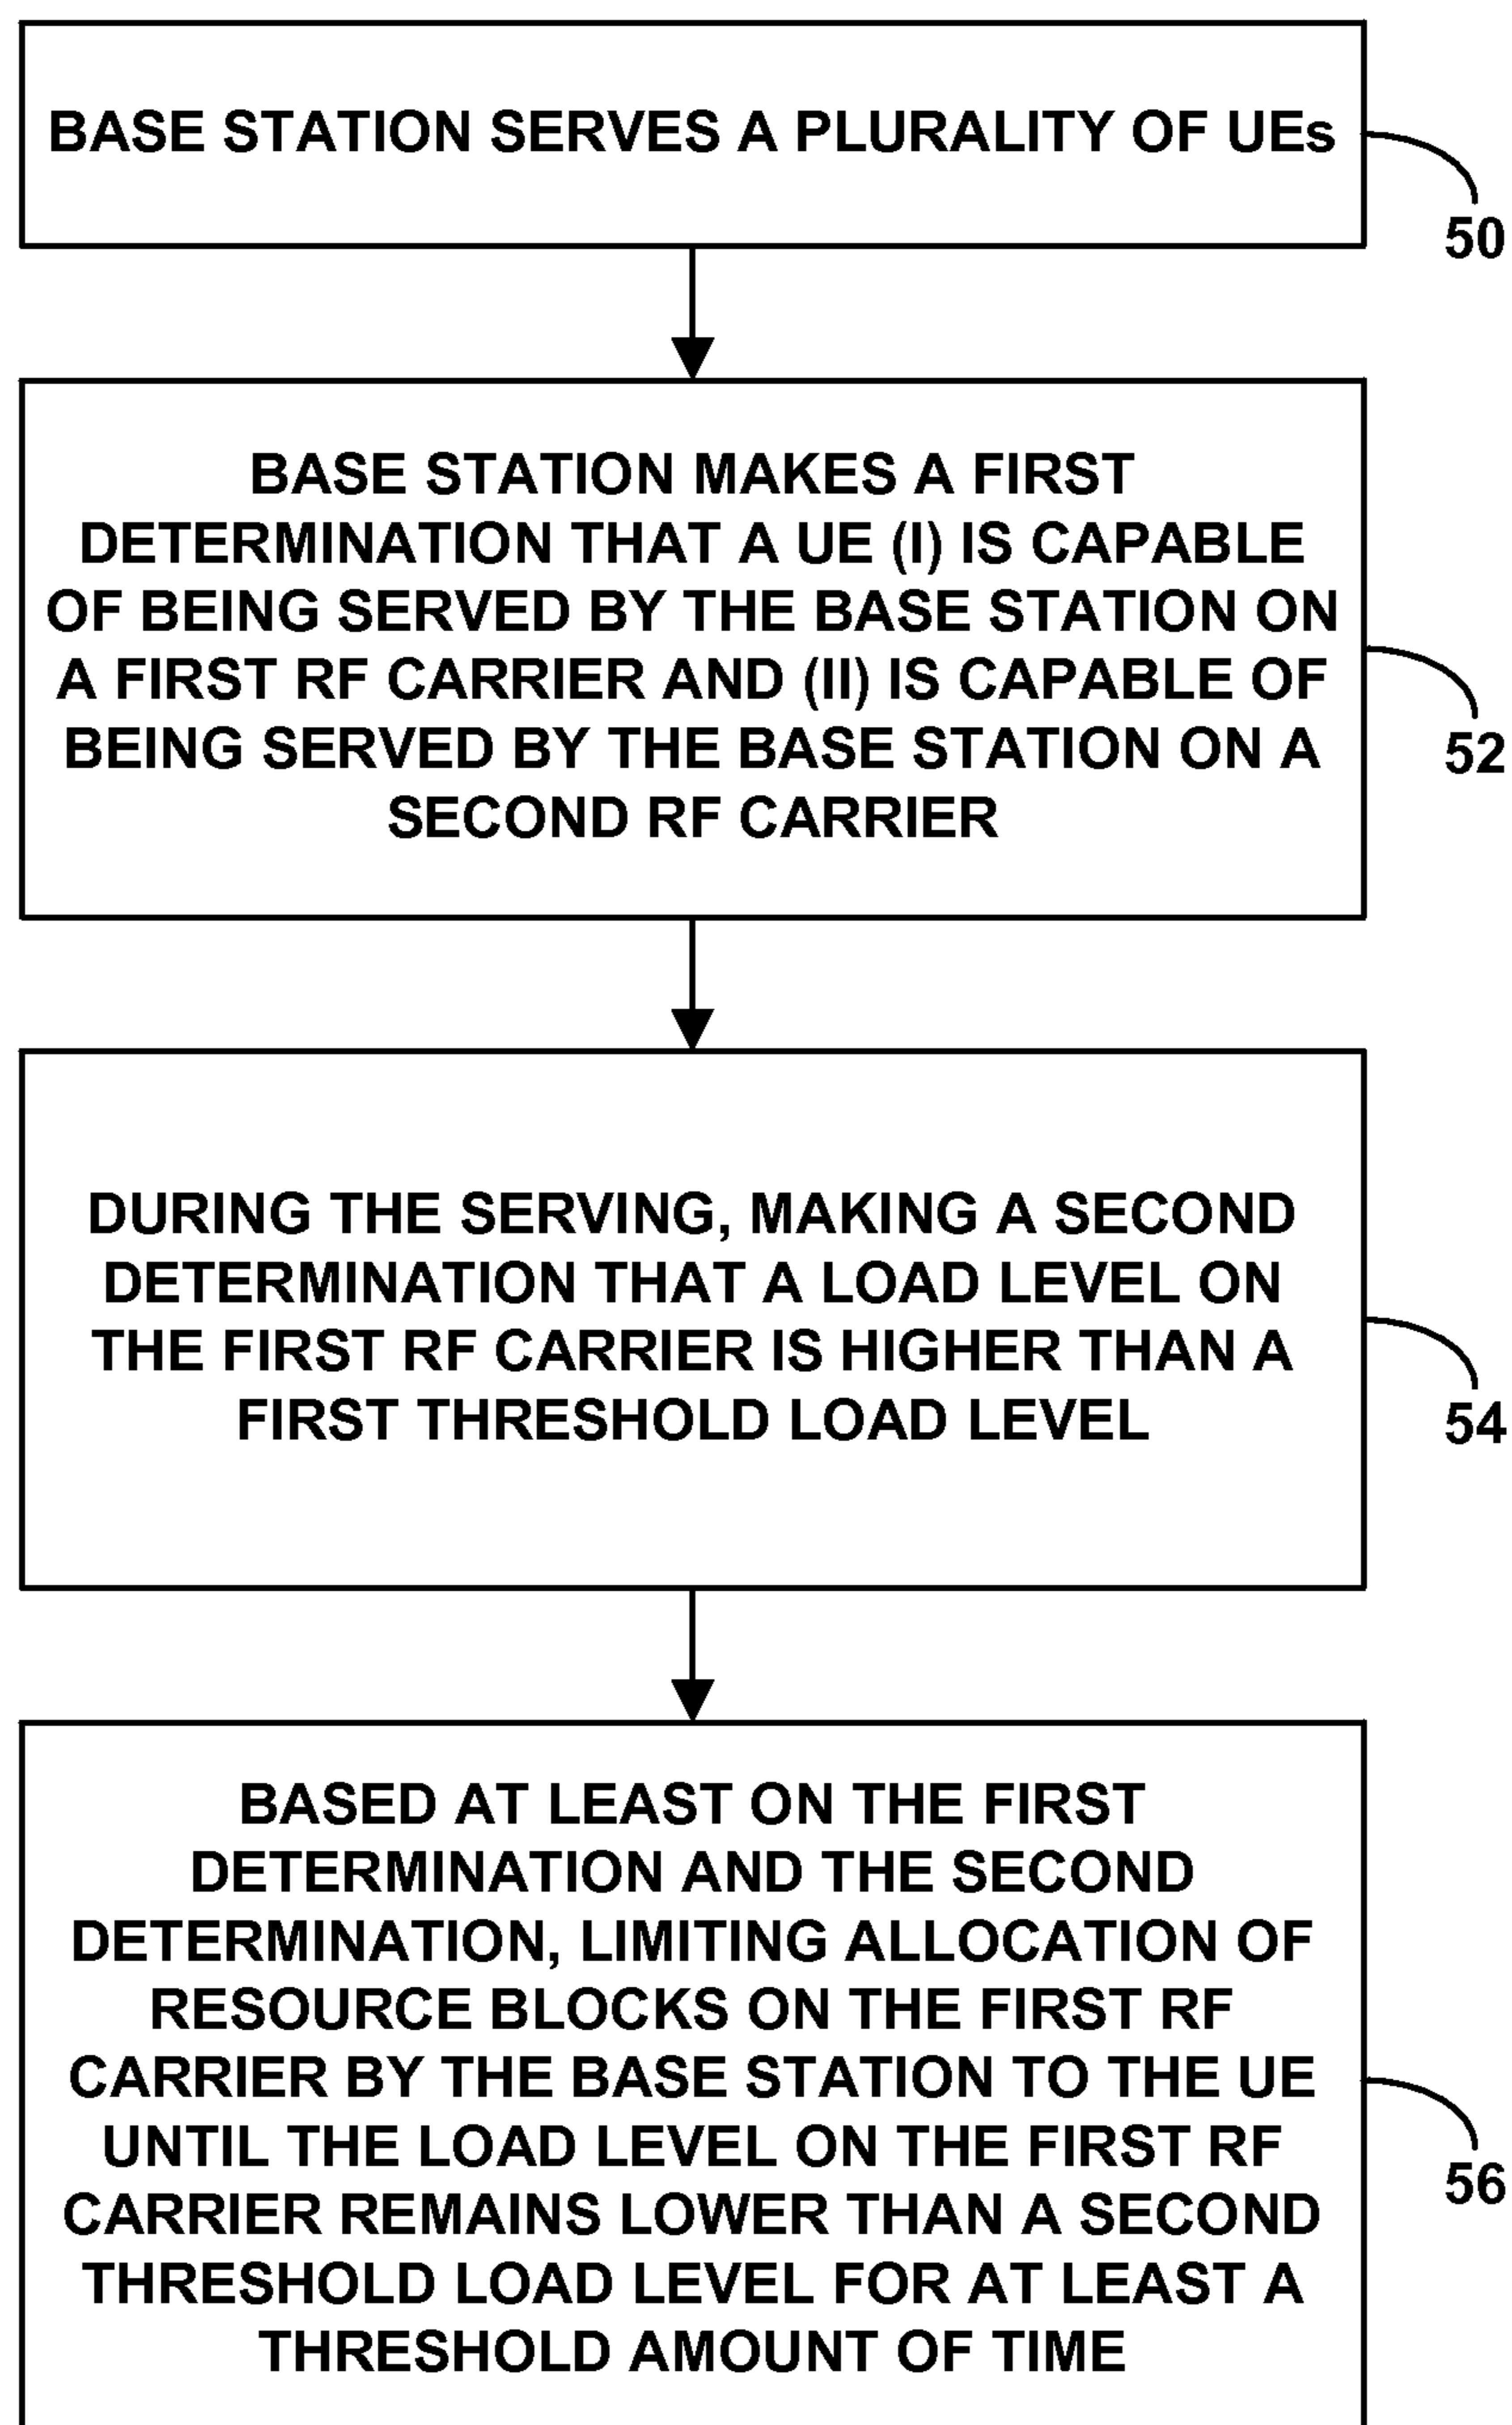 BASE STATION SERVES A PLURALITY OF UEs
50
BASE STATION MAKES A FIRST
DETERMINATION THAT A UE (I) IS CAPABLE
OF BEING SERVED BY THE BASE STATION ON
A FIRST RF CARRIER AND (II) IS CAPABLE OF
BEING SERVED BY THE BASE STATION ON A
SECOND RF CARRIER
52
DURING THE SERVING, MAKING A SECOND
DETERMINATION THAT A LOAD LEVEL ON
THE FIRST RF CARRIER IS HIGHER THAN A
FIRST THRESHOLD LOAD LEVEL
54
BASED AT LEAST ON THE FIRST
DETERMINATION AND THE SECOND
DETERMINATION, LIMITING ALLOCATION OF
RESOURCE BLOCKS ON THE FIRST RF
CARRIER BY THE BASE STATION TO THE UE
UNTIL THE LOAD LEVEL ON THE FIRST RF
CARRIER REMAINS LOWER THAN A SECOND
THRESHOLD LOAD LEVEL FOR AT LEAST A
THRESHOLD AMOUNT OF TIME
56